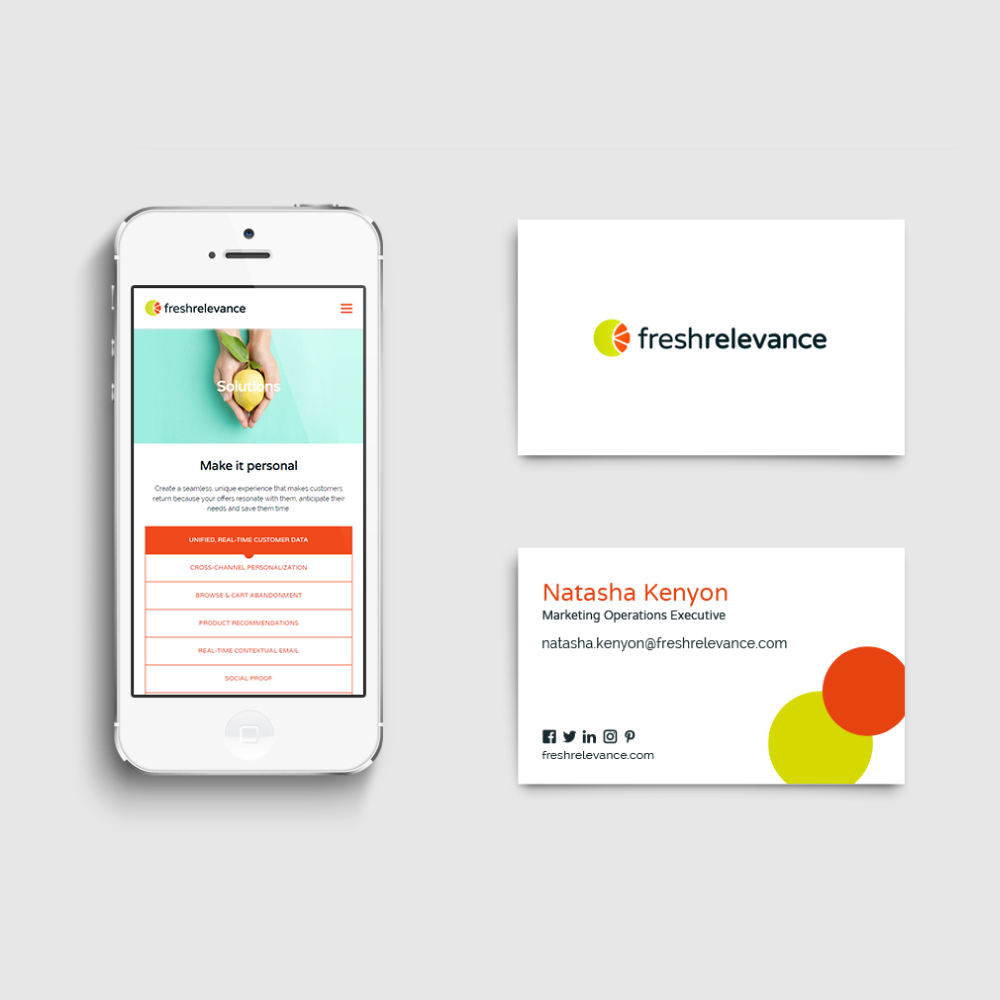 freshrelevance
Solutions
Make it personal
Create a seamless, unique experience that makes customers
return because your offers resonate with them, anticipate their
needs and save them time
UNIFIED, REAL-TIME CUSTOMER DATA
CROSS-CHANNEL PERSONALIZATION
BROWSE & CART ABANDONMENT
PRODUCT RECOMMENDATIONS
REAL-TIME CONTEXTUAL EMAIL
SOCIAL PROOF
freshrelevance
Natasha Kenyon
Marketing Operations Executive
natasha.kenyon@freshrelevance.com
freshrelevance.com